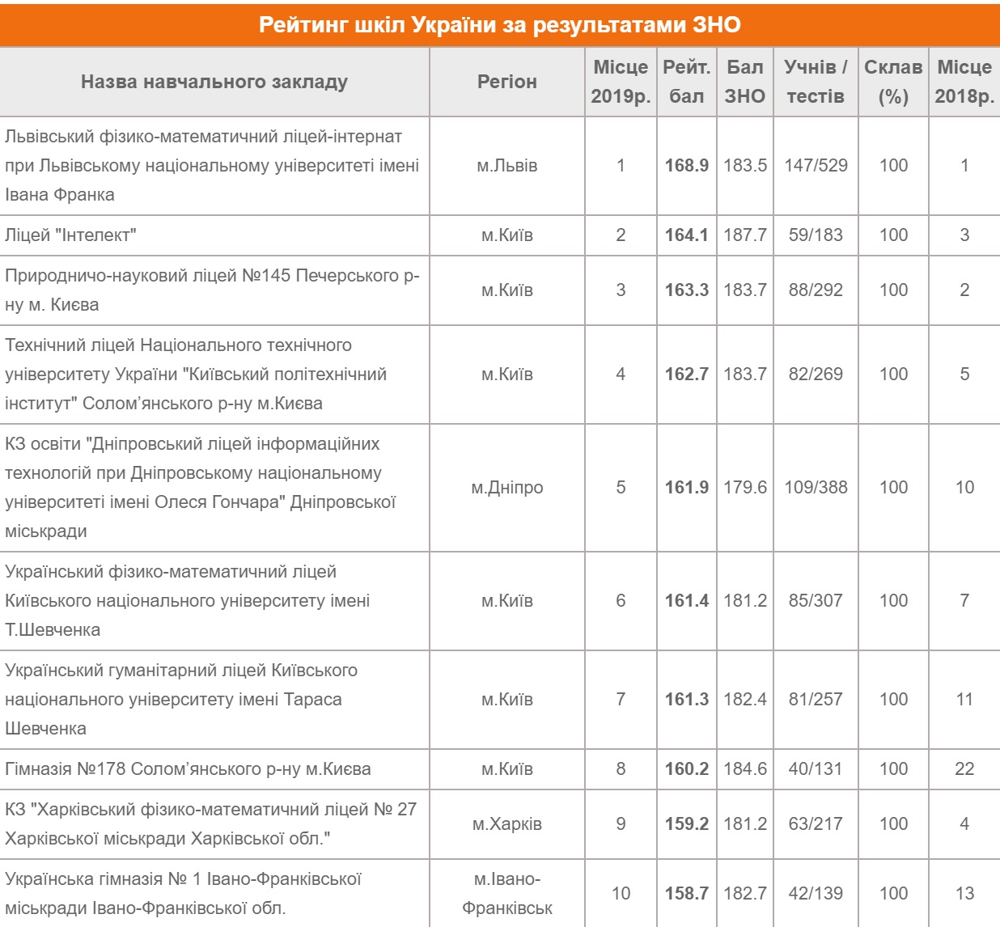 Рейтинг шкіл України за результатами ЗНО
Назва навчального закладу
Регіон
Місце
2019р.
Рейт.
бал
Бал
ЗНО
Учнів /
тестів
Склав
(%)
Місце
2018р.
Львівський фізико-математичний ліцей-інтернат
при Львівському національному університеті імені
Івана Франка
м.Львів
1
168.9
183.5
147/529
100
1
Ліцей "Інтелект"
м.Київ
2
164.1
187.7
59/183
100
3
Природничо-науковий ліцей №145 Печерського р-
ну м. Києва
м.Київ
3
163.3
183.7
88/292
100
2
Технічний ліцей Національного технічного
університету України "Київський політехнічний
інститут" Солом’янського р-ну м.Києва
м.Київ
4
162.7
183.7
82/269
100
5
КЗ освіти "Дніпровський ліцей інформаційних
технологій при Дніпровському національному
університеті імені Олеся Гончара" Дніпровської
міськради
м.Дніпро
5
161.9
179.6
109/388
100
10
Український фізико-математичний ліцей
Київського національного університету імені
Т.Шевченка
м.Київ
6
161.4
181.2
85/307
100
7
Український гуманітарний ліцей Київського
національного університету імені Тараса
Шевченка
м.Київ
7
161.3
182.4
81/257
100
11
Гімназія №178 Солом’янського р-ну м.Києва
м.Київ
8
160.2
184.6
40/131
100
22
КЗ "Харківський фізико-математичний ліцей № 27
Харківської міськради Харківської обл."
м.Харків
9
159.2
181.2
63/217
100
4
Українська гімназія № 1 Івано-Франківської
міськради Івано-Франківської обл.
м.Івано-
Франківськ
10
158.7
182.7
42/139
100
13